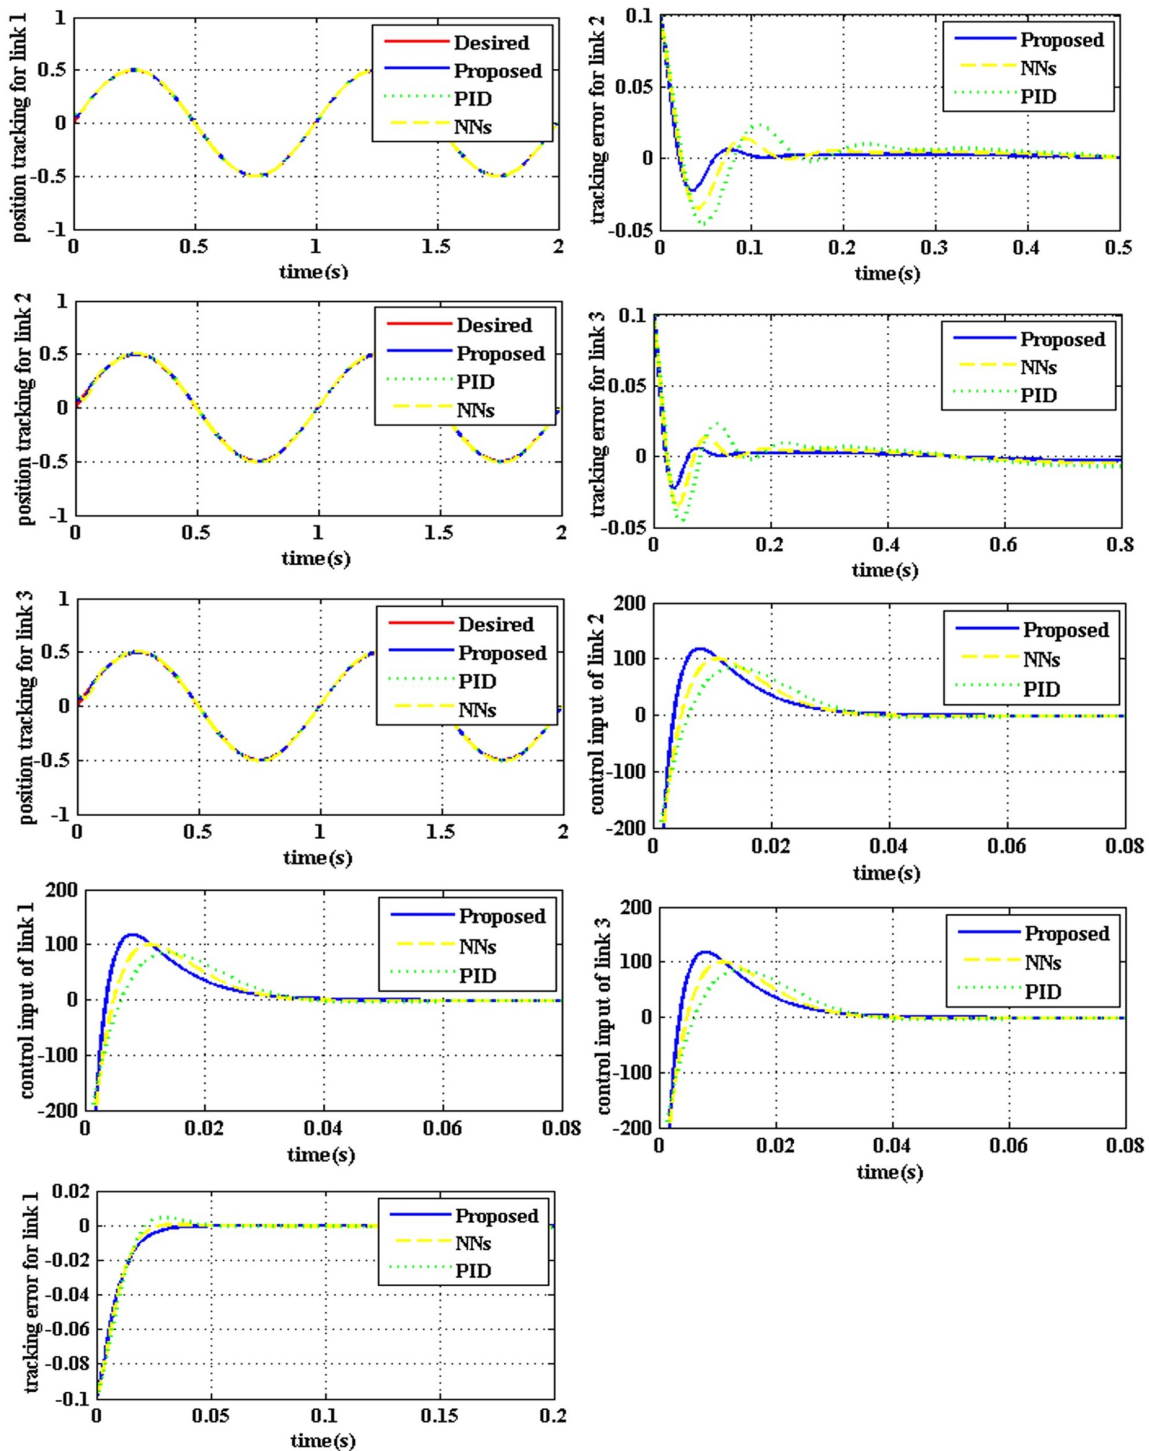 position tracking for link 1
1
0.5
0
-0.5
-1
0 0.5 1 1.5 2
time(s)
Desired
Proposed
PID
NNs
tracking error for link 2
0.1
0.05
0
-0.05
0 0.1 0.2 0.3 0.4 0.5
time(s)
Proposed
NNs
PID
position tracking for link 2
1
0.5
0
-0.5
-1
0 0.5 1 1.5 2
time(s)
Desired
Proposed
PID
NNs
tracking error for link 3
0.1
0.05
0
-0.05
0 0.2 0.4 0.6 0.8
time(s)
Proposed
NNs
PID
position tracking for link 3
1
0.5
0
-0.5
-1
0 0.5 1 1.5 2
time(s)
Desired
Proposed
PID
NNs
control input of link 2
200
100
0
-100
-200
0 0.02 0.04 0.06 0.08
time(s)
Proposed
NNs
PID
control input of link 1
200
100
0
-100
-200
0 0.02 0.04 0.06 0.08
time(s)
Proposed
NNs
PID
control input of link 3
200
100
0
-100
-200
0 0.02 0.04 0.06 0.08
time(s)
Proposed
NNs
PID
tracking error for link 1
0.02
0
-0.02
-0.04
-0.06
-0.08
-0.1
0 0.05 0.1 0.15 0.2
time(s)
Proposed
NNs
PID